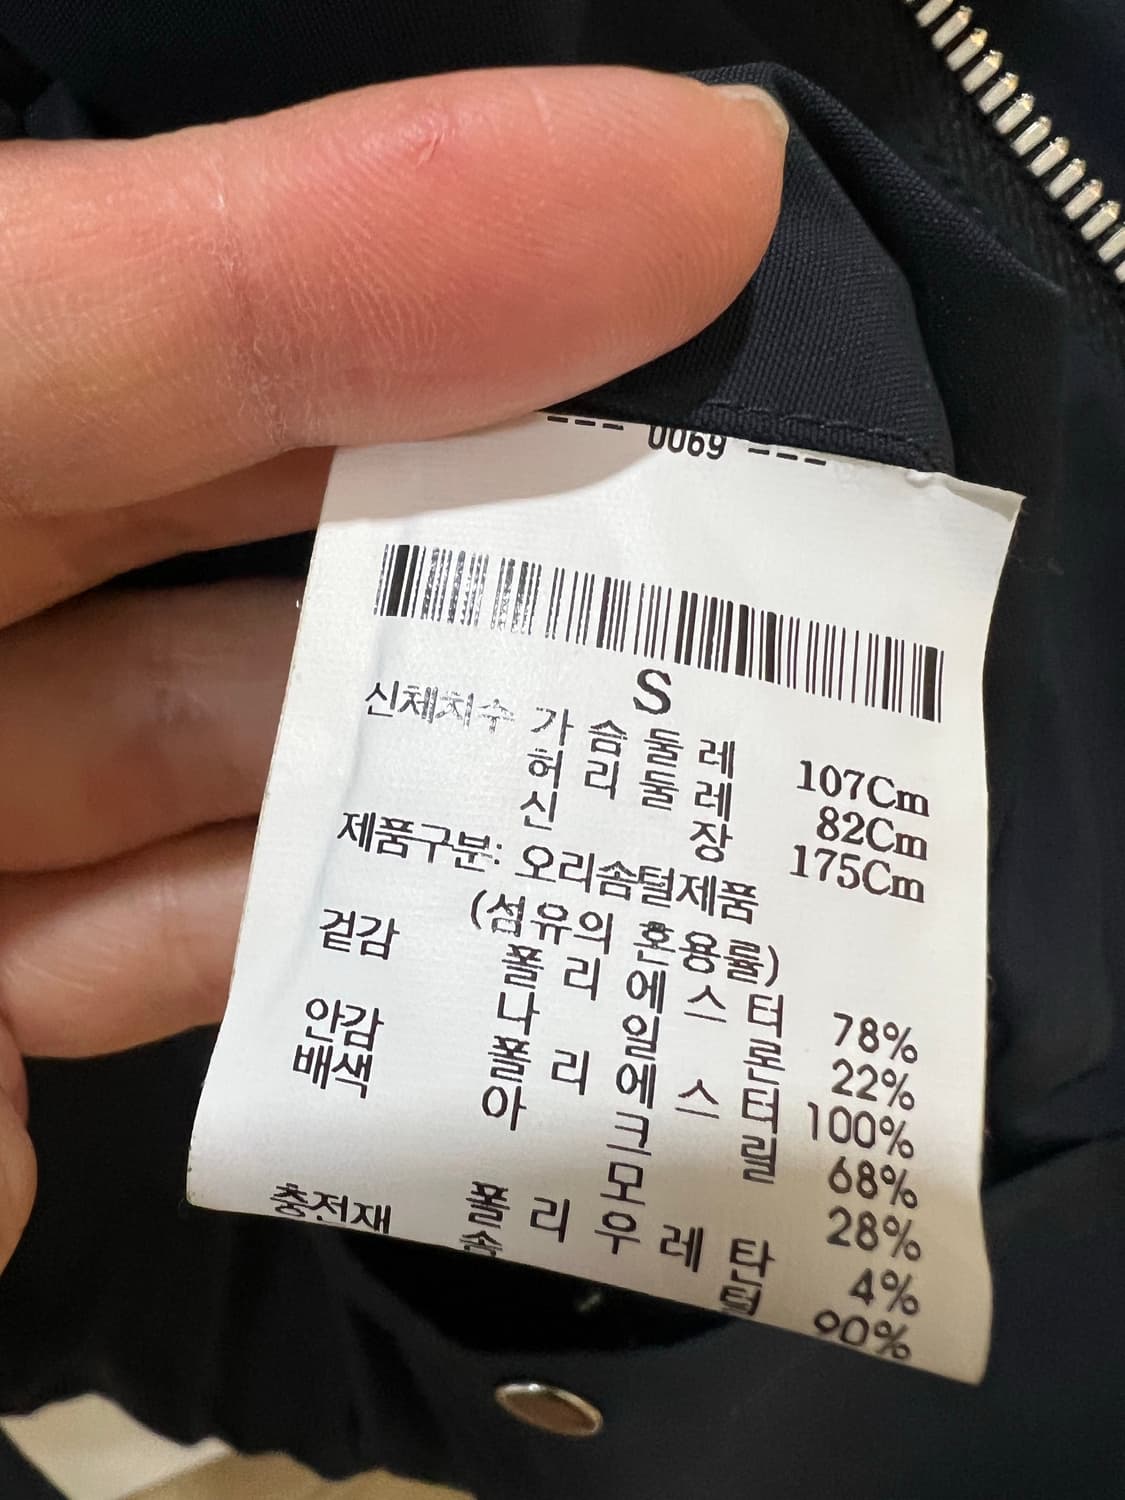 --- 0069 ---
S
신체치수 가슴둘레 107Cm
허리둘레 82Cm
신장 175Cm
제품구분: 오리솜털제품
(섬유의 혼용률)
겉감 폴리에스터 78%
나일론 22%
안감 폴리에스터 100%
배색 아크릴 68%
모 28%
폴리우레탄 4%
충전재 솜털 90%